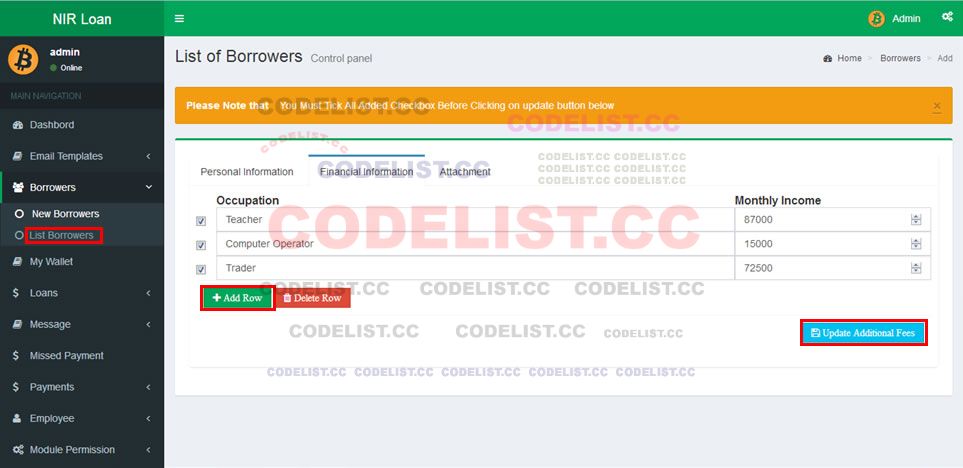 NIR Loan
Admin
admin
Online
MAIN NAVIGATION
Dashbord
Email Templates
Borrowers
New Borrowers
List Borrowers
My Wallet
$ Loans
Message
$ Missed Payment
$ Payments
Employee
Module Permission
List of Borrowers Control panel
Home > Borrowers > Add
Please Note that You Must Tick All Added Checkbox Before Clicking on update button below ×
CODELIST.CC
CODELIST.CC
CODELIST.CC
CODELIST.CC CODELIST.CC
CODELIST.CC CODELIST.CC
CODELIST.CC CODELIST.CC
Personal Information Financial Information Attachment
CODELIST.CC
Occupation Monthly Income
Teacher 87000
Computer Operator 15000
Trader 72500
CODELIST.CC
Add Row Delete Row
CODELIST.CC CODELIST.CC CODELIST.CC
Update Additional Fees
CODELIST.CC CODELIST.CC CODELIST.CC
CODELIST.CC CODELIST.CC CODELIST.CC CODELIST.CC CODELIST.CC